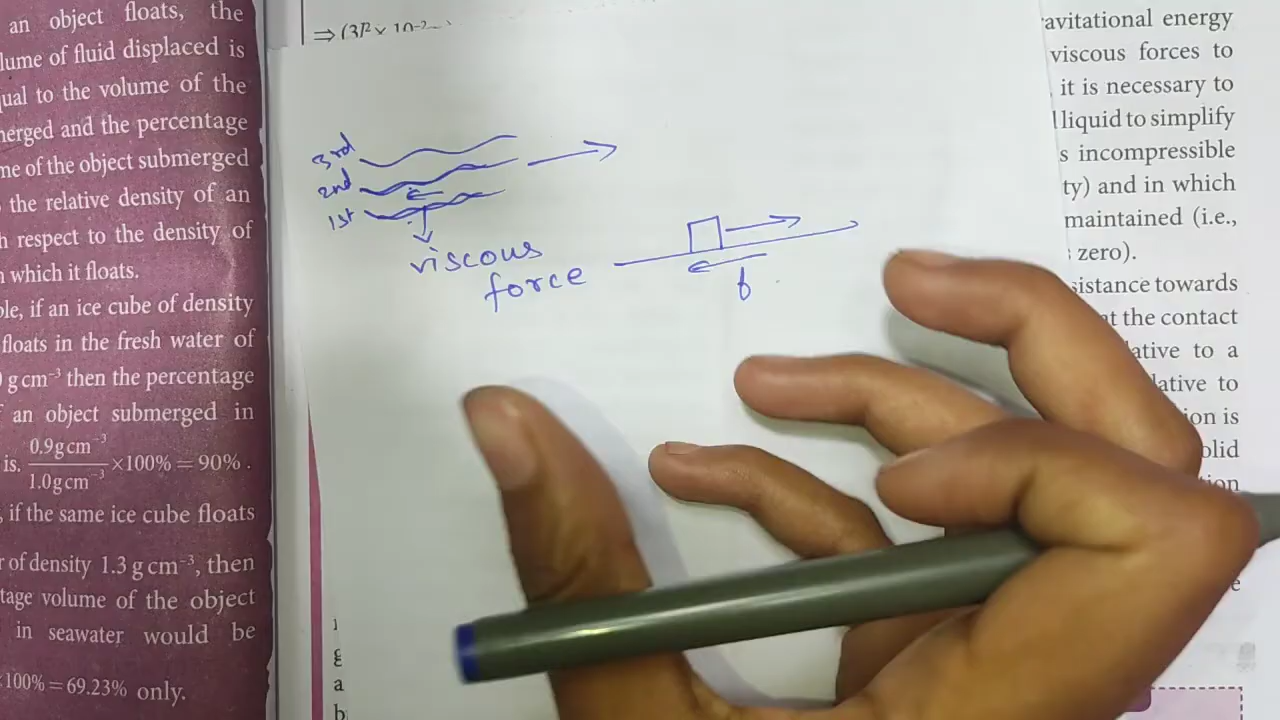 an object floats, the
lume of fluid displaced is
qual to the volume of the
merged and the percentage
me of the object submerged
the relative density of an
h respect to the density of
n which it floats.
ple, if an ice cube of density
floats in the fresh water of
g cm⁻³ then the percentage
an object submerged in
is. 0.9 g cm⁻³ / 1.0 g cm⁻³ ×100% = 90% .
if the same ice cube floats
r of density 1.3 g cm⁻³, then
tage volume of the object
in seawater would be
×100% = 69.23% only.
3rd
2nd
1st
viscous
force
f
ravitational energy
viscous forces to
it is necessary to
liquid to simplify
s incompressible
ty) and in which
maintained (i.e.,
zero).
sistance towards
at the contact
lative to a
lative to
ion is
olid
tion